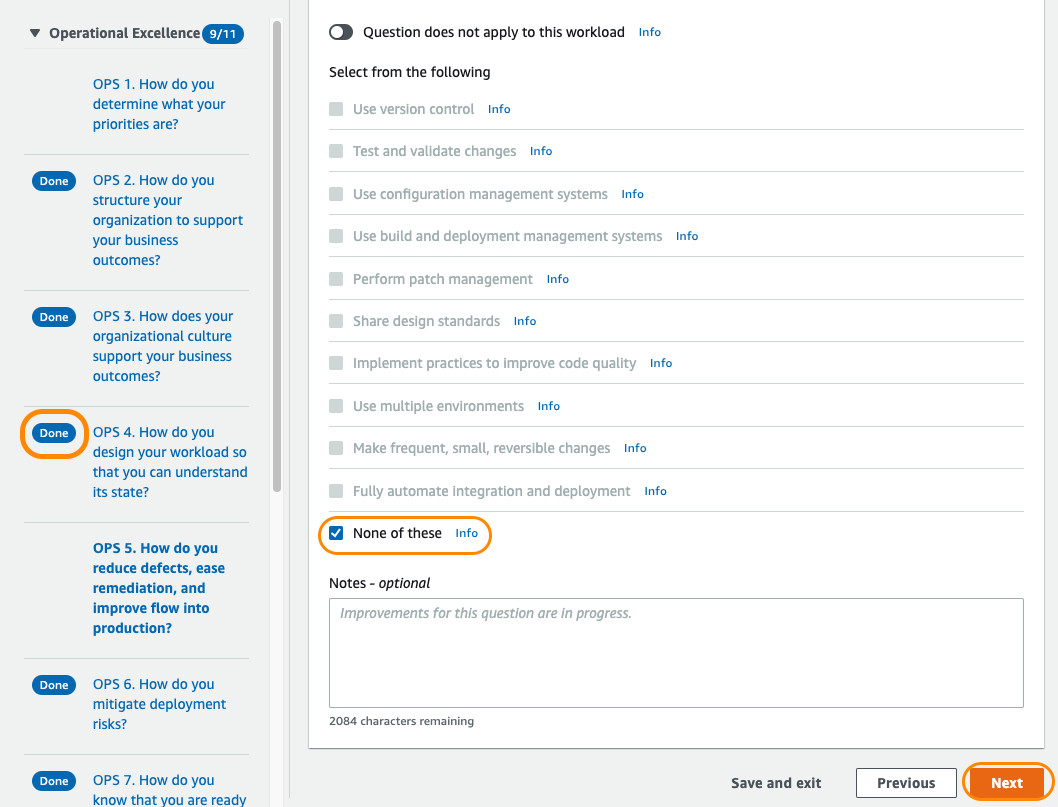 Operational Excellence 9/11
OPS 1. How do you
determine what your
priorities are?
Done
OPS 2. How do you
structure your
organization to support
your business
outcomes?
Done
OPS 3. How does your
organizational culture
support your business
outcomes?
Done
OPS 4. How do you
design your workload so
that you can understand
its state?
OPS 5. How do you
reduce defects, ease
remediation, and
improve flow into
production?
Done
OPS 6. How do you
mitigate deployment
risks?
Done
OPS 7. How do you
know that you are ready
Question does not apply to this workload Info
Select from the following
Use version control Info
Test and validate changes Info
Use configuration management systems Info
Use build and deployment management systems Info
Perform patch management Info
Share design standards Info
Implement practices to improve code quality Info
Use multiple environments Info
Make frequent, small, reversible changes Info
Fully automate integration and deployment Info
None of these Info
Notes - optional
Improvements for this question are in progress.
2084 characters remaining
Save and exit Previous Next